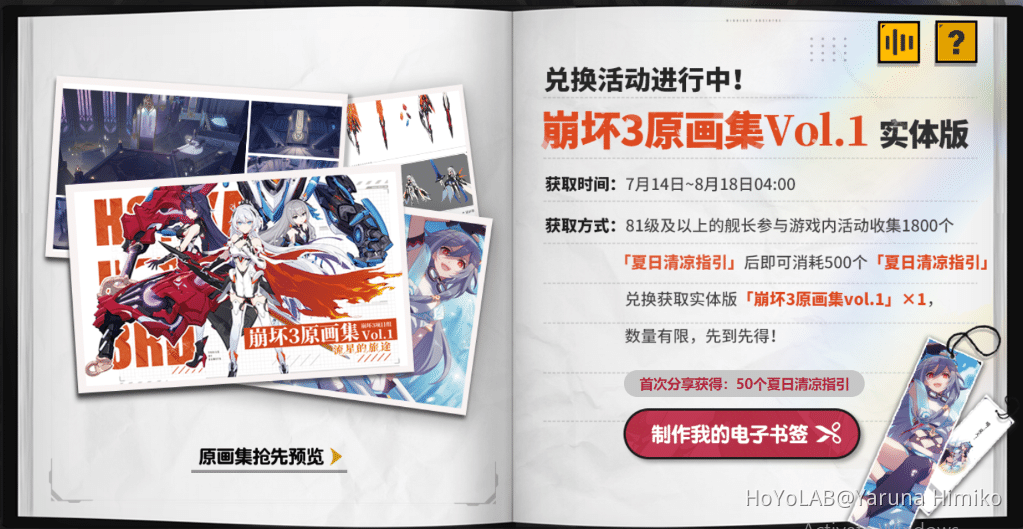 MIDNIGHT ARCHIVES
兑换活动进行中！
崩坏3原画集Vol.1 实体版
获取时间：7月14日~8月18日04:00
获取方式：81级及以上的舰长参与游戏内活动收集1800个
「夏日清凉指引」后即可消耗500个「夏日清凉指引」
兑换获取实体版「崩坏3原画集vol.1」×1，
数量有限，先到先得！
首次分享获得：50个夏日清凉指引
制作我的电子书签
崩坏3原画集
Vol.1
流星的旅途
3RD
原画集抢先预览
?
HoYoLAB@Yaruna Himiko